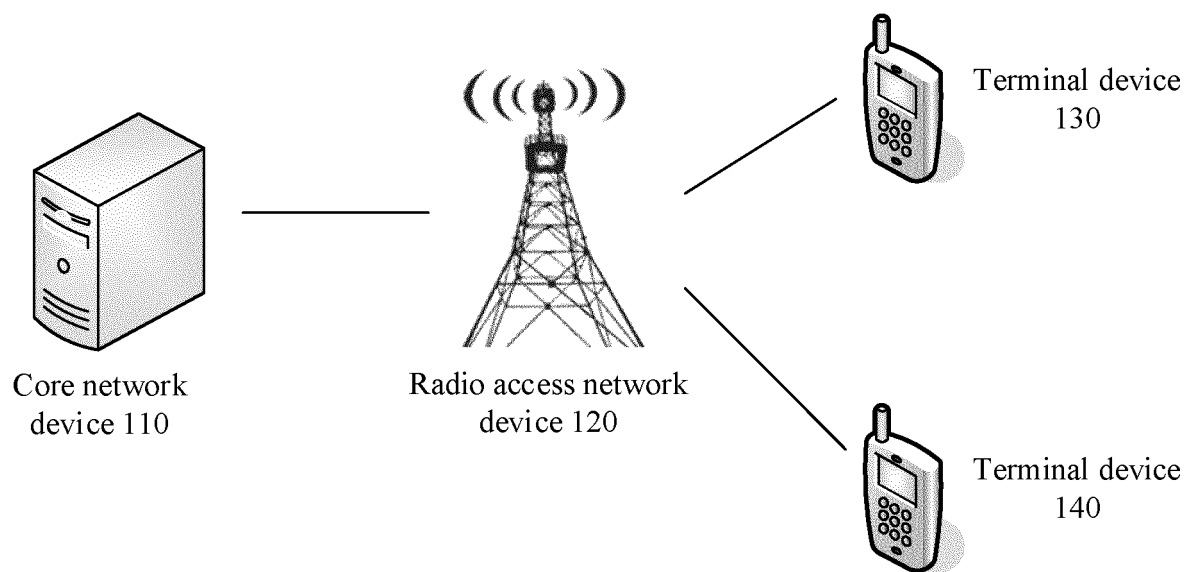 Terminal device
130
Core network
device 110
Radio access network
device 120
Terminal device
140